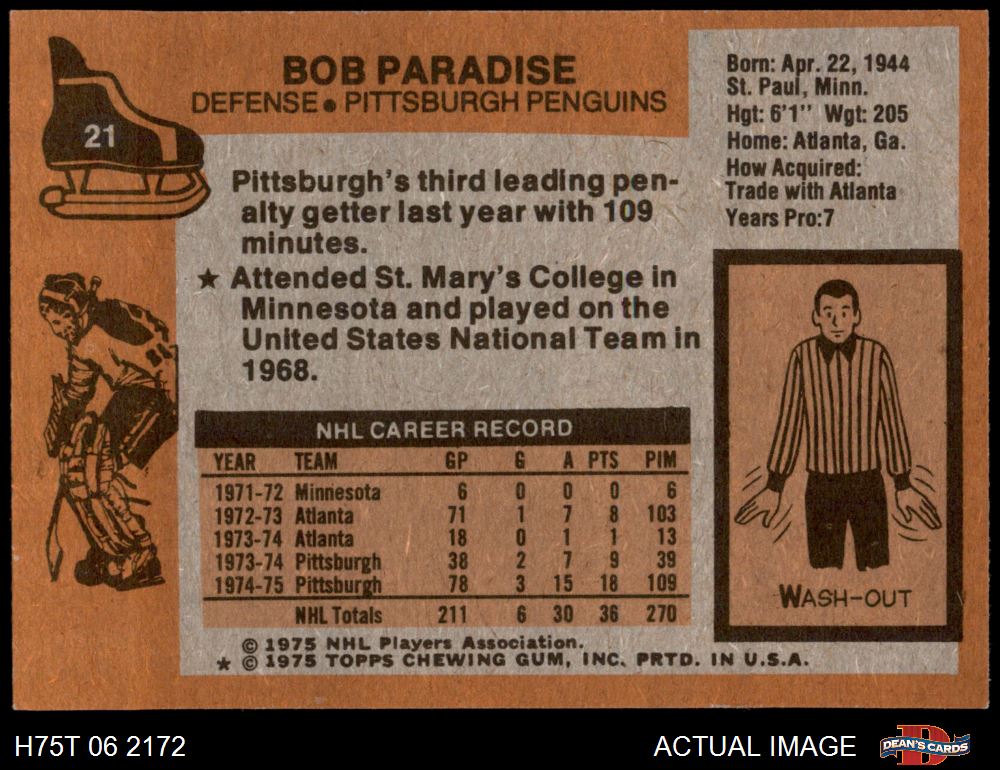 21
BOB PARADISE
DEFENSE • PITTSBURGH PENGUINS
Born: Apr. 22, 1944
St. Paul, Minn.
Hgt: 6'1" Wgt: 205
Home: Atlanta, Ga.
How Acquired:
Trade with Atlanta
Years Pro:7
Pittsburgh's third leading pen-
alty getter last year with 109
minutes.
★ Attended St. Mary's College in
Minnesota and played on the
United States National Team in
1968.
NHL CAREER RECORD
YEAR TEAM GP G A PTS PIM
1971-72 Minnesota 6 0 0 0 6
1972-73 Atlanta 71 1 7 8 103
1973-74 Atlanta 18 0 1 1 13
1973-74 Pittsburgh 38 2 7 9 39
1974-75 Pittsburgh 78 3 15 18 109
NHL Totals 211 6 30 36 270
WASH-OUT
© 1975 NHL Players Association.
★ © 1975 TOPPS CHEWING GUM, INC. PRTD. IN U.S.A.
H75T 06 2172
ACTUAL IMAGE
D
DEAN'S CARDS